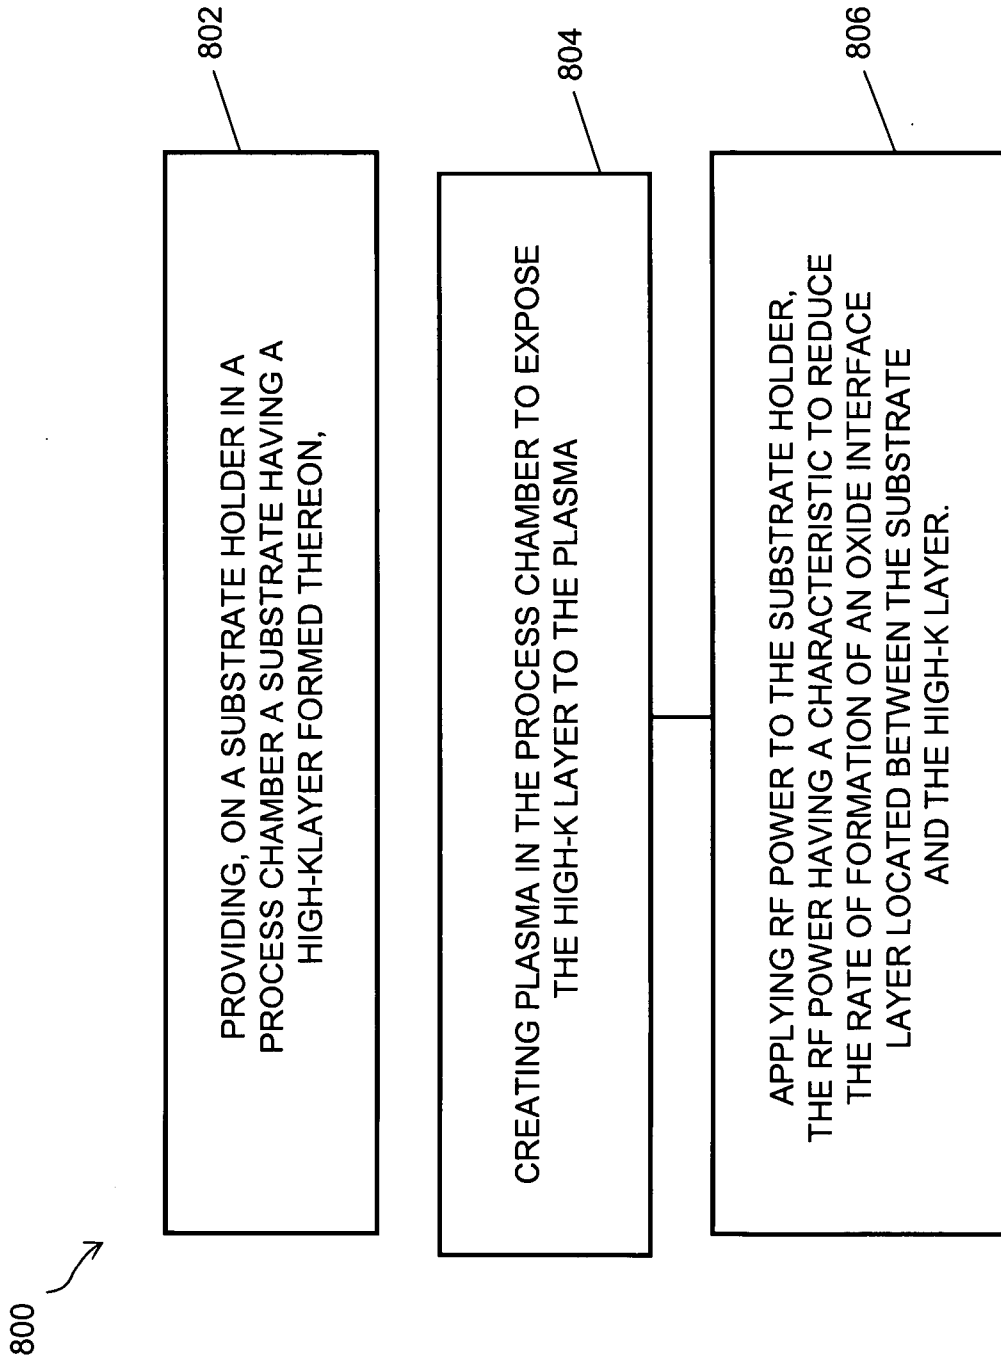 800
802
PROVIDING, ON A SUBSTRATE HOLDER IN A
PROCESS CHAMBER A SUBSTRATE HAVING A
HIGH-KLAYER FORMED THEREON,
804
CREATING PLASMA IN THE PROCESS CHAMBER TO EXPOSE
THE HIGH-K LAYER TO THE PLASMA
806
APPLYING RF POWER TO THE SUBSTRATE HOLDER,
THE RF POWER HAVING A CHARACTERISTIC TO REDUCE
THE RATE OF FORMATION OF AN OXIDE INTERFACE
LAYER LOCATED BETWEEN THE SUBSTRATE
AND THE HIGH-K LAYER.